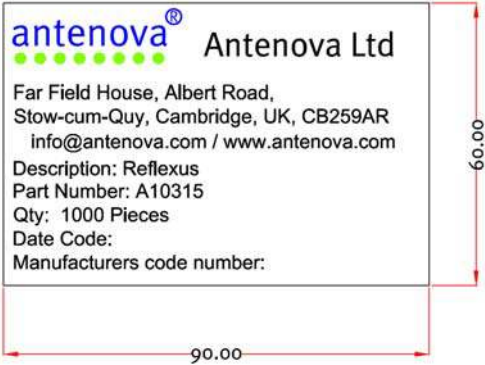 antenova®
Antenova Ltd
Far Field House, Albert Road,
Stow-cum-Quy, Cambridge, UK, CB259AR
info@antenova.com / www.antenova.com
Description: Reflexus
Part Number: A10315
Qty: 1000 Pieces
Date Code:
Manufacturers code number:
60.00
90.00